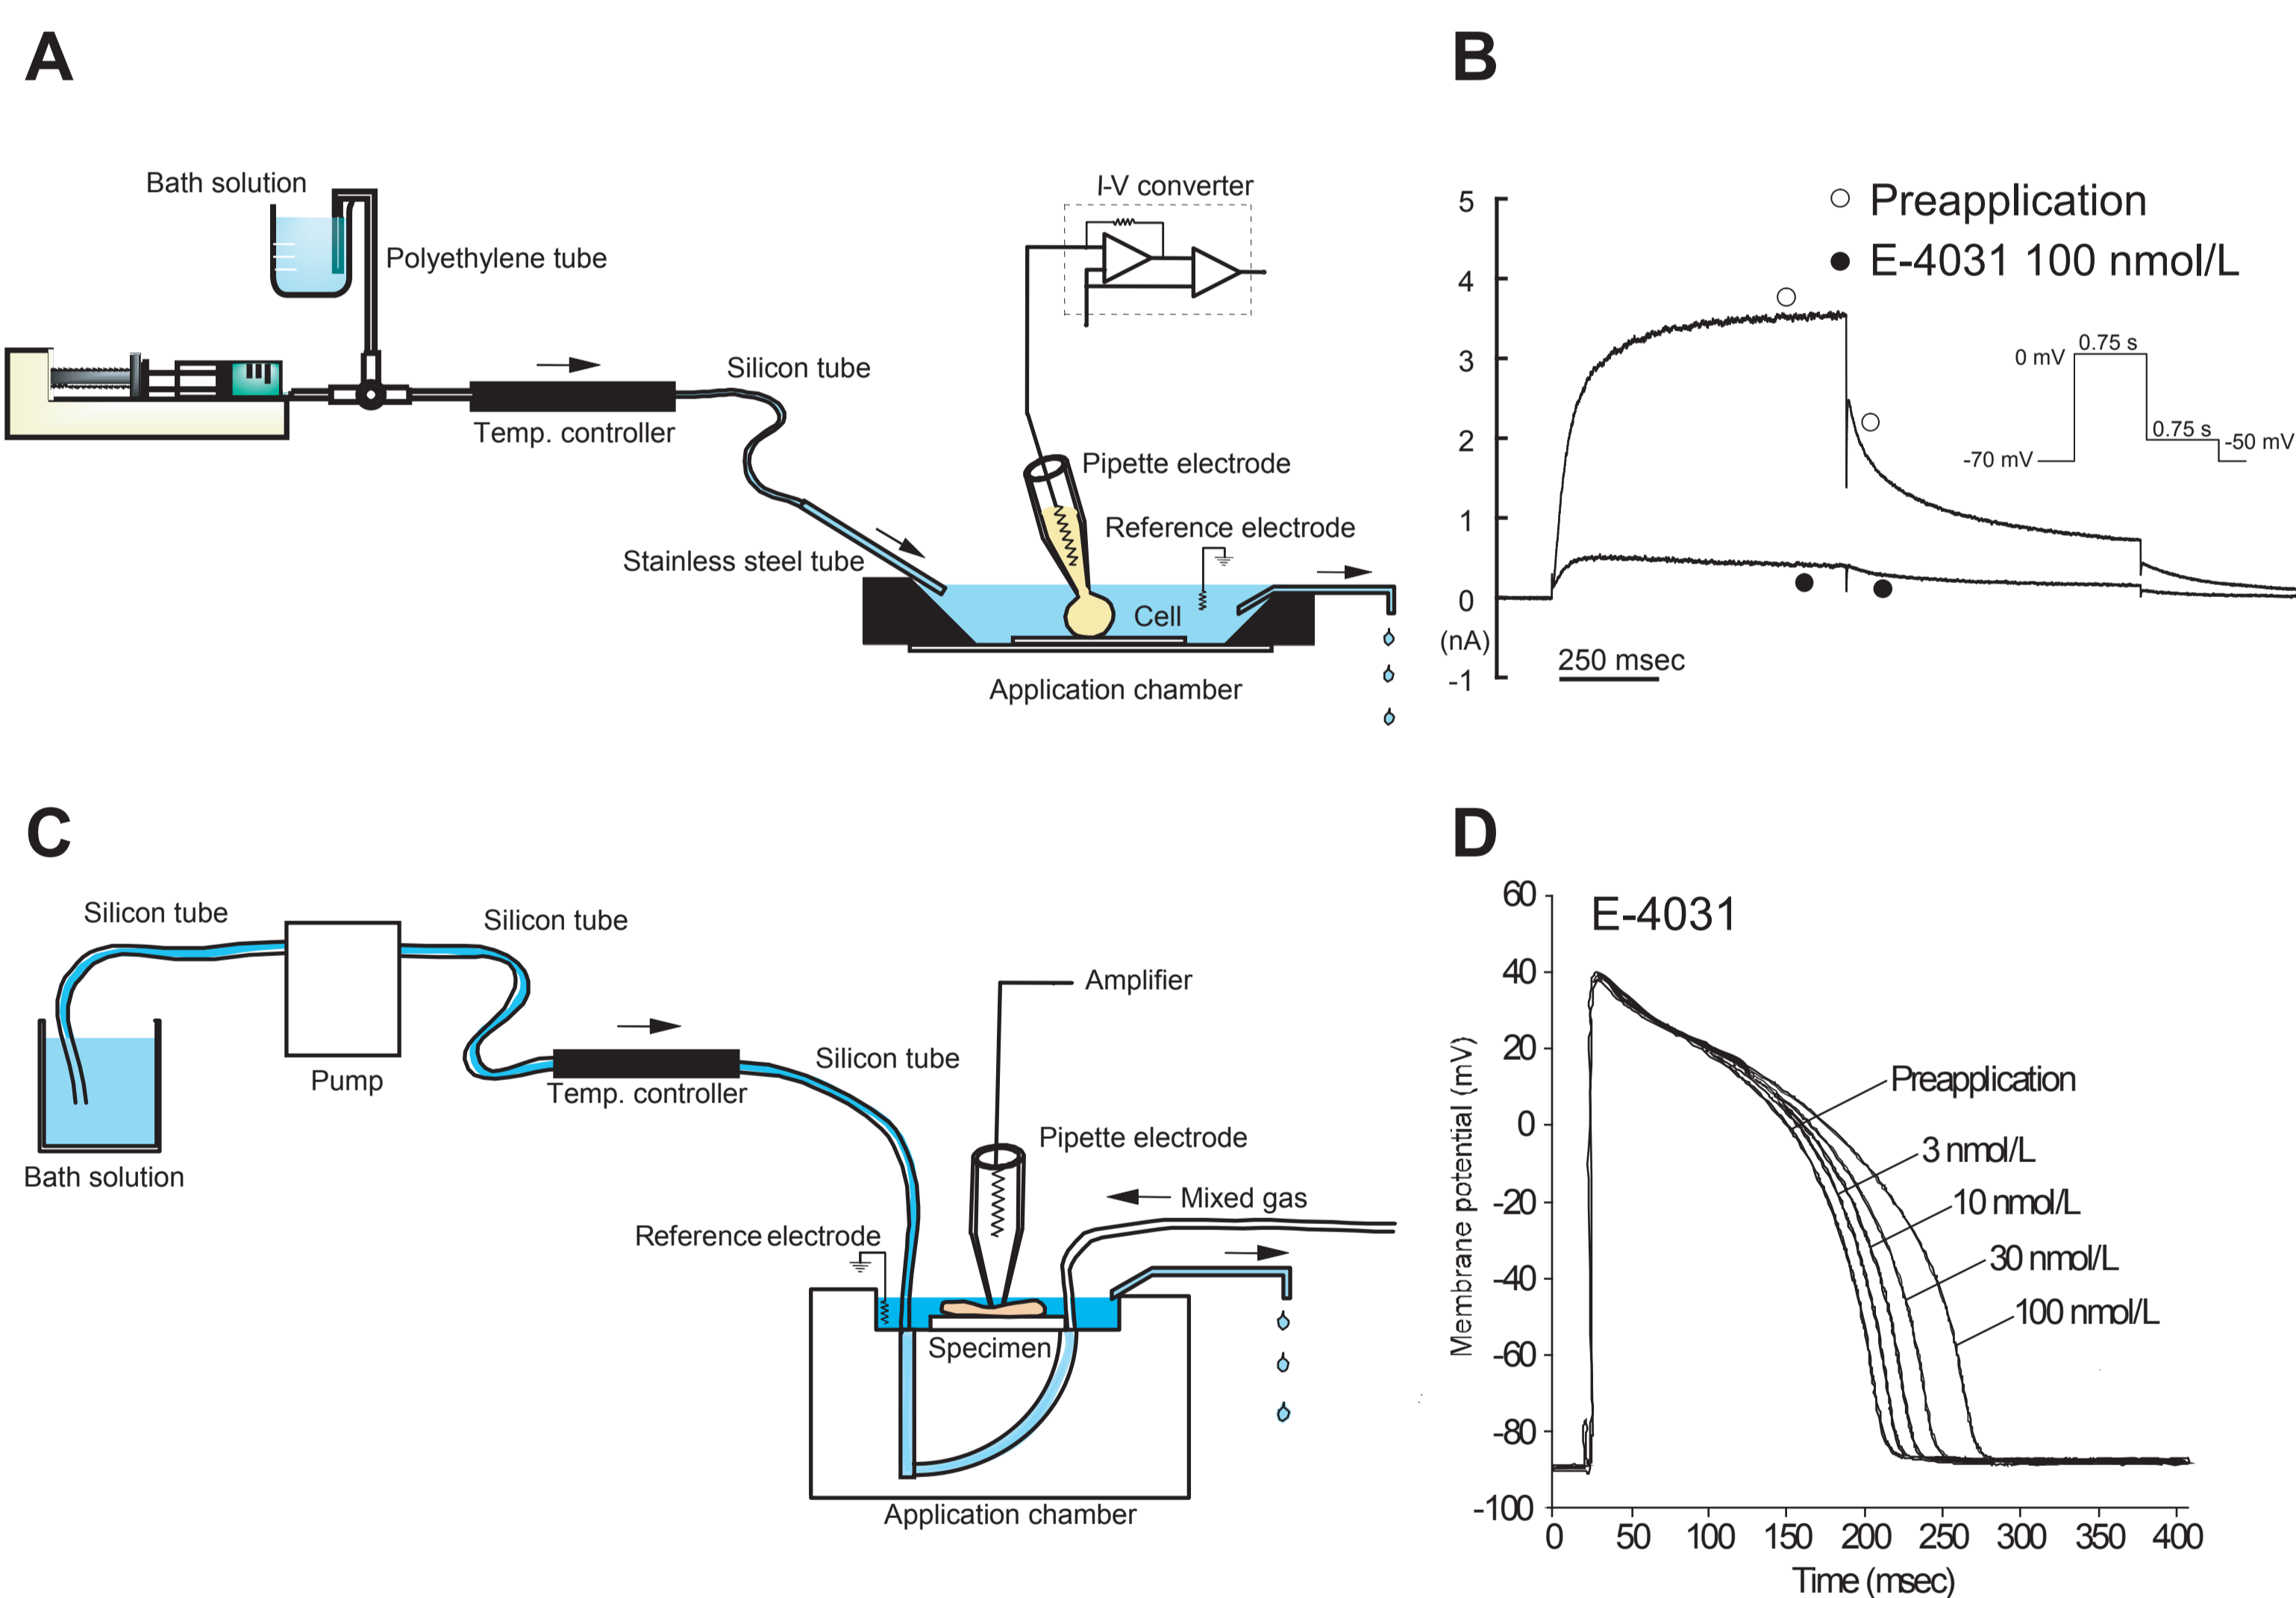 A
Bath solution
Polyethylene tube
Temp. controller
Silicon tube
Stainless steel tube
I-V converter
Pipette electrode
Reference electrode
Cell
Application chamber
B
○ Preapplication
● E-4031 100 nmol/L
5
4
3
2
1
0
(nA)
-1
250 msec
0 mV
0.75 s
0.75 s
-50 mV
-70 mV
C
Silicon tube
Silicon tube
Bath solution
Pump
Temp. controller
Silicon tube
Amplifier
Pipette electrode
Mixed gas
Reference electrode
Specimen
Application chamber
D
E-4031
Membrane potential (mV)
60
40
20
0
-20
-40
-60
-80
-100
Preapplication
3 nmol/L
10 nmol/L
30 nmol/L
100 nmol/L
0 50 100 150 200 250 300 350 400
Time (msec)